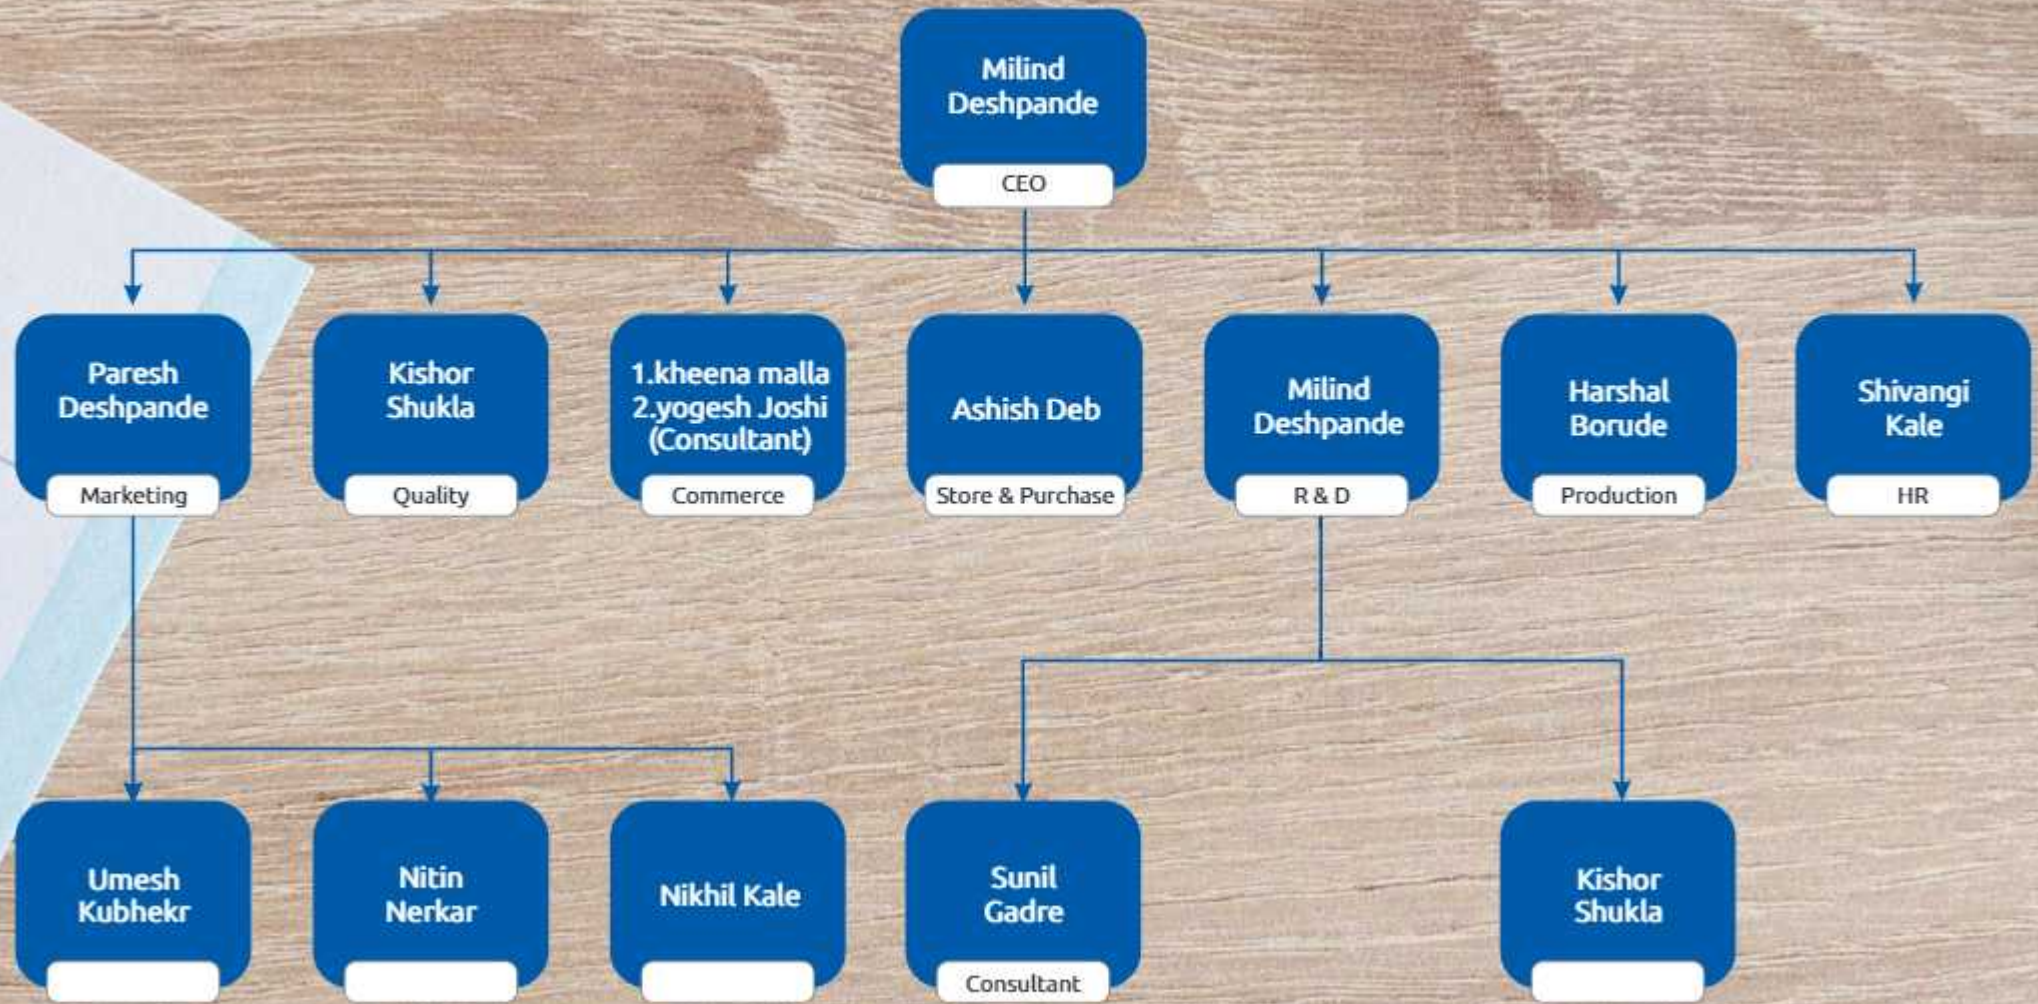 Milind
Deshpande
CEO
Paresh
Deshpande
Marketing
Kishor
Shukla
Quality
1.kheena malla
2.yogesh Joshi
(Consultant)
Commerce
Ashish Deb
Store & Purchase
Milind
Deshpande
R & D
Harshal
Borude
Production
Shivangi
Kale
HR
Umesh
Kubhekr
Nitin
Nerkar
Nikhil Kale
Sunil
Gadre
Consultant
Kishor
Shukla